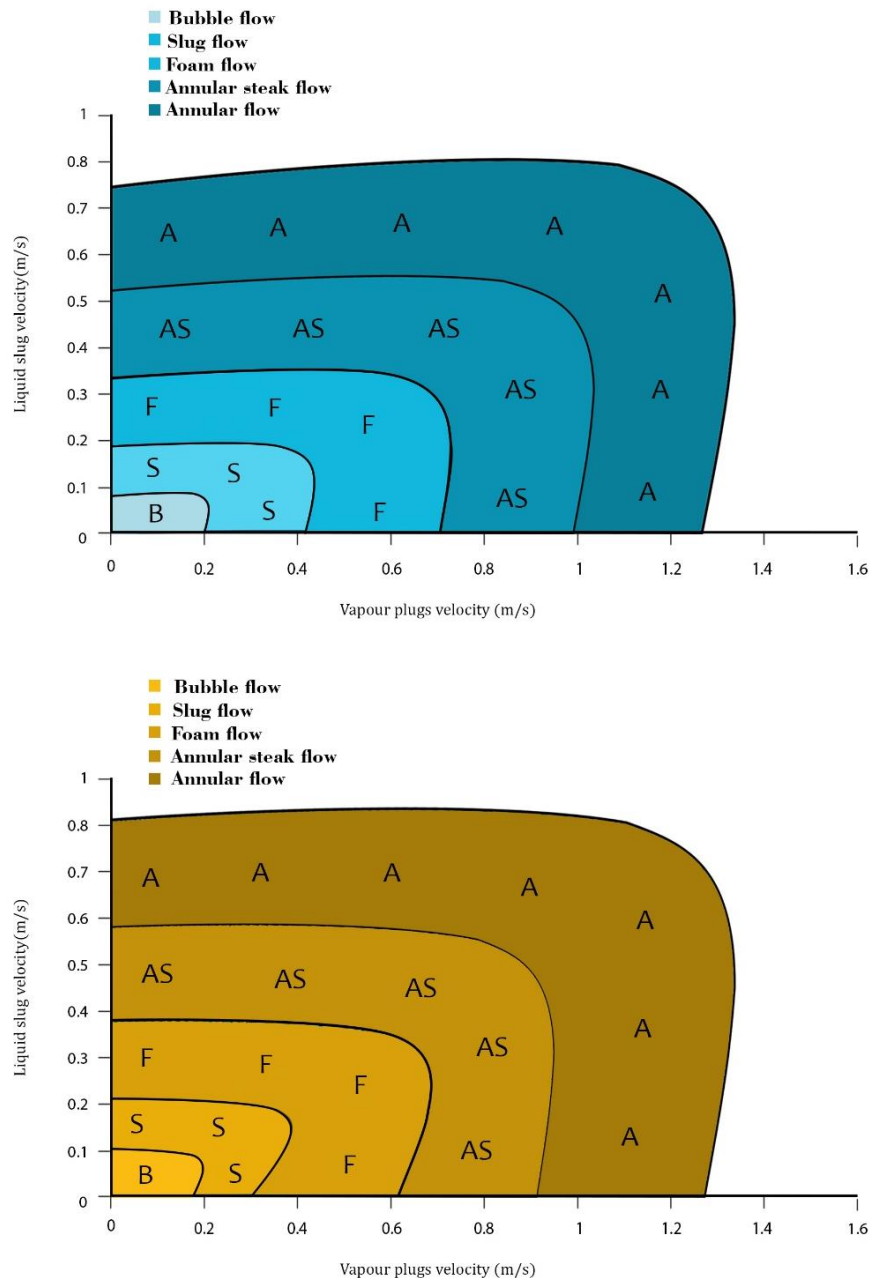 Bubble flow
Slug flow
Foam flow
Annular steak flow
Annular flow
1
0.8
0.7
0.6
0.5
0.4
0.3
0.2
0.1
0
Liquid slug velocity(m/s)
A A A A
A
AS AS AS
A
AS
F F F
A
S S
AS
B S F
0 0.2 0.4 0.6 0.8 1 1.2 1.4 1.6
Vapour plugs velocity (m/s)
Bubble flow
Slug flow
Foam flow
Annular steak flow
Annular flow
1
0.8
0.7
0.6
0.5
0.4
0.3
0.2
0.1
0
Liquid slug velocity(m/s)
A A A A
A
AS AS AS
A
AS
F F F
S S
A
AS
B S F
0 0.2 0.4 0.6 0.8 1 1.2 1.4 1.6
Vapour plugs velocity (m/s)